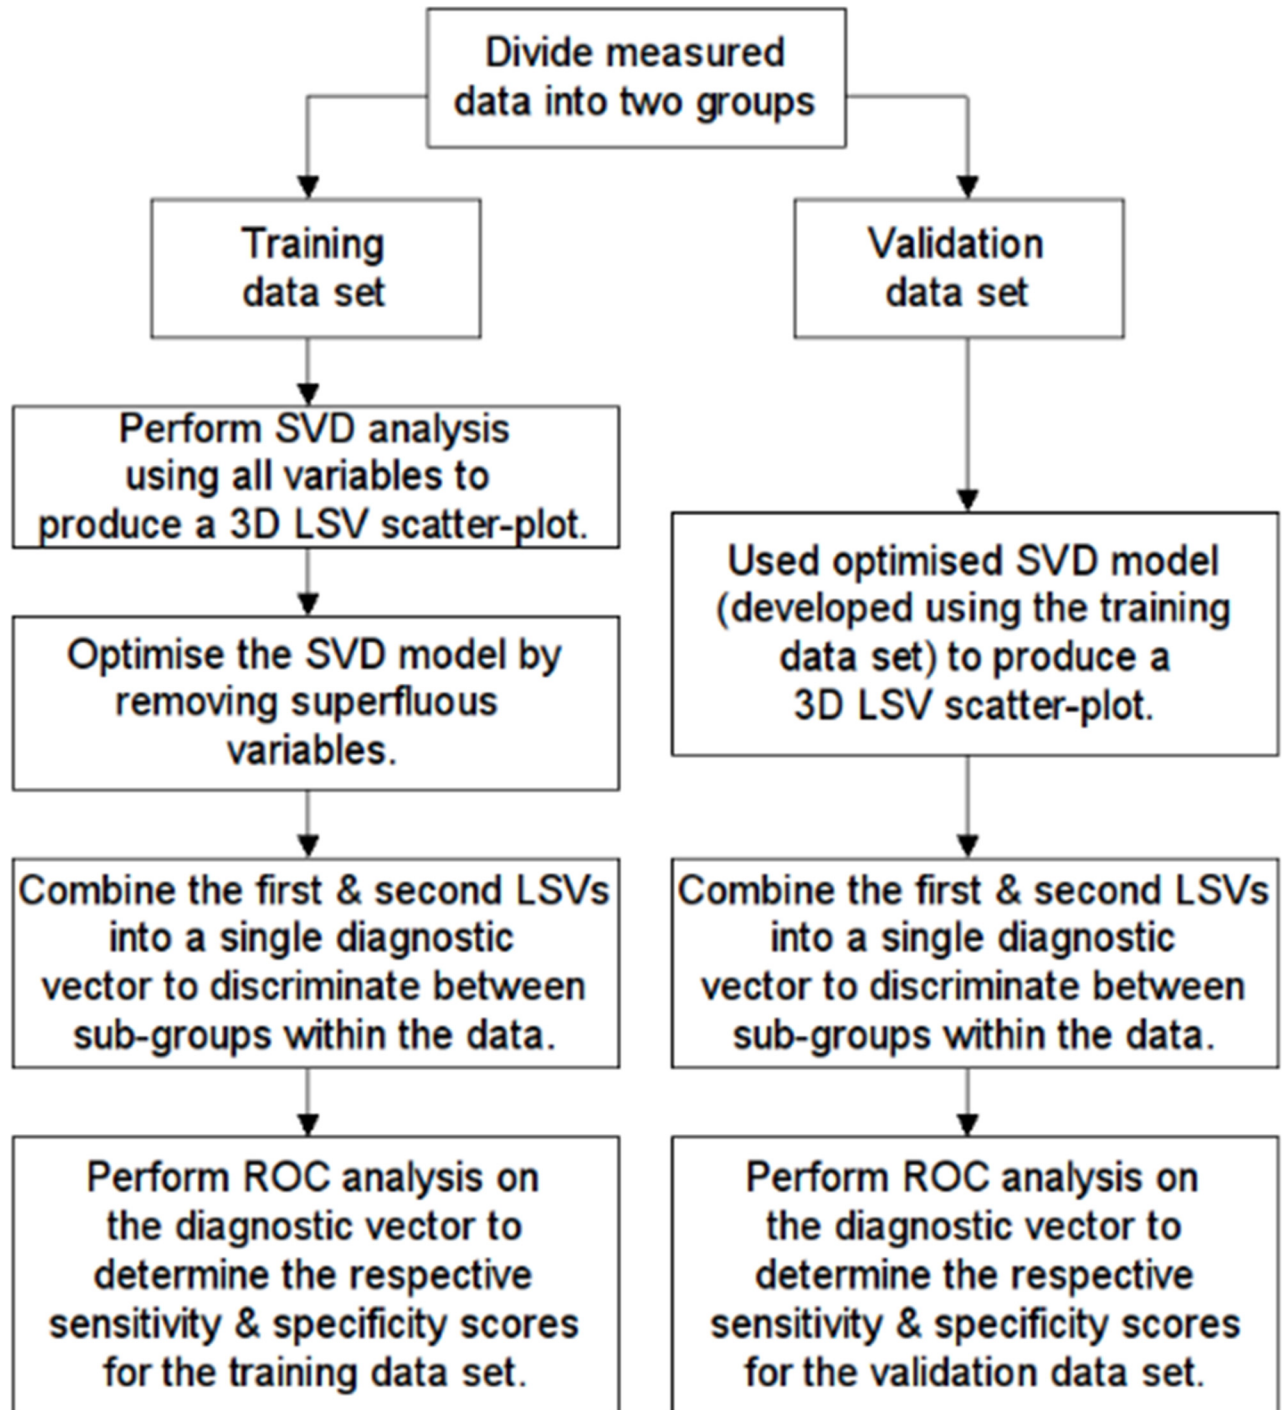 Divide measured
data into two groups
Training
data set
Validation
data set
Perform SVD analysis
using all variables to
produce a 3D LSV scatter-plot.
Optimise the SVD model by
removing superfluous
variables.
Used optimised SVD model
(developed using the training
data set) to produce a
3D LSV scatter-plot.
Combine the first & second LSVs
into a single diagnostic
vector to discriminate between
sub-groups within the data.
Combine the first & second LSVs
into a single diagnostic
vector to discriminate between
sub-groups within the data.
Perform ROC analysis on
the diagnostic vector to
determine the respective
sensitivity & specificity scores
for the training data set.
Perform ROC analysis on
the diagnostic vector to
determine the respective
sensitivity & specificity scores
for the validation data set.